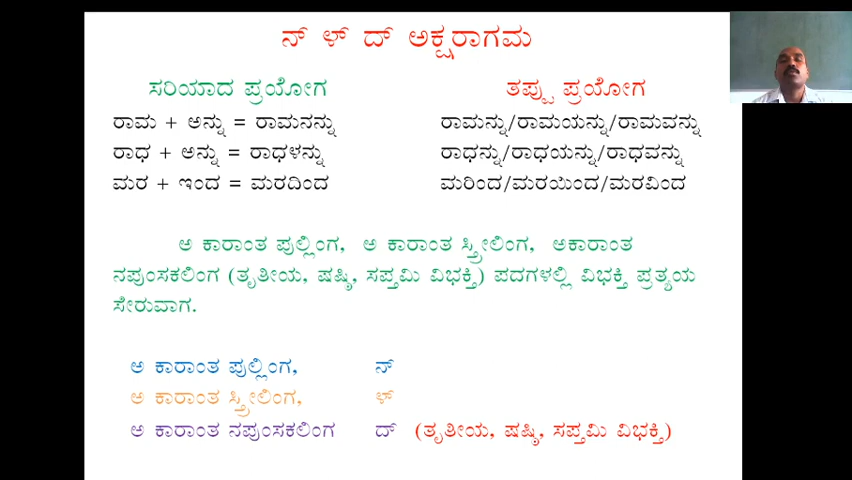 ನ್ ಳ್ ದ್ ಅಕ್ಷರಾಗಮ
ಸರಿಯಾದ ಪ್ರಯೋಗ ತಪ್ಪು ಪ್ರಯೋಗ
ರಾಮ + ಅನ್ನು = ರಾಮನನ್ನು ರಾಮನ್ನು/ರಾಮಯನ್ನು/ರಾಮವನ್ನು
ರಾಧ + ಅನ್ನು = ರಾಧಳನ್ನು ರಾಧನ್ನು/ರಾಧಯನ್ನು/ರಾಧವನ್ನು
ಮರ + ಇಂದ = ಮರದಿಂದ ಮರಿಂದ/ಮರಯಿಂದ/ಮರವಿಂದ
ಅ ಕಾರಾಂತ ಪುಲ್ಲಿಂಗ, ಅ ಕಾರಾಂತ ಸ್ತ್ರೀಲಿಂಗ, ಅಕಾರಾಂತ
ನಪುಂಸಕಲಿಂಗ (ತೃತೀಯ, ಷಷ್ಠಿ, ಸಪ್ತಮಿ ವಿಭಕ್ತಿ) ಪದಗಳಲ್ಲಿ ವಿಭಕ್ತಿ ಪ್ರತ್ಯಯ
ಸೇರುವಾಗ.
ಅ ಕಾರಾಂತ ಪುಲ್ಲಿಂಗ, ನ್
ಅ ಕಾರಾಂತ ಸ್ತ್ರೀಲಿಂಗ, ಳ್
ಅ ಕಾರಾಂತ ನಪುಂಸಕಲಿಂಗ ದ್ (ತೃತೀಯ, ಷಷ್ಠಿ, ಸಪ್ತಮಿ ವಿಭಕ್ತಿ)